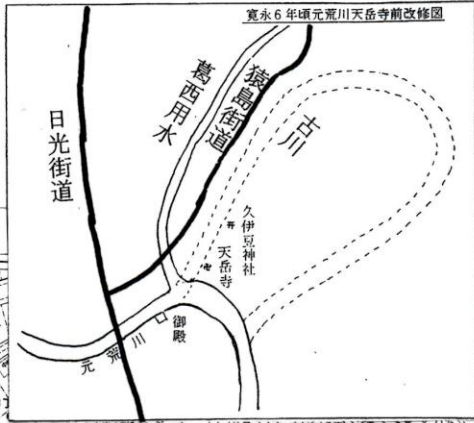 寛永6年頃元荒川天岳寺前改修図
日光街道
葛西用水
猿島街道
古川
久伊豆神社
天岳寺
御殿
元荒川